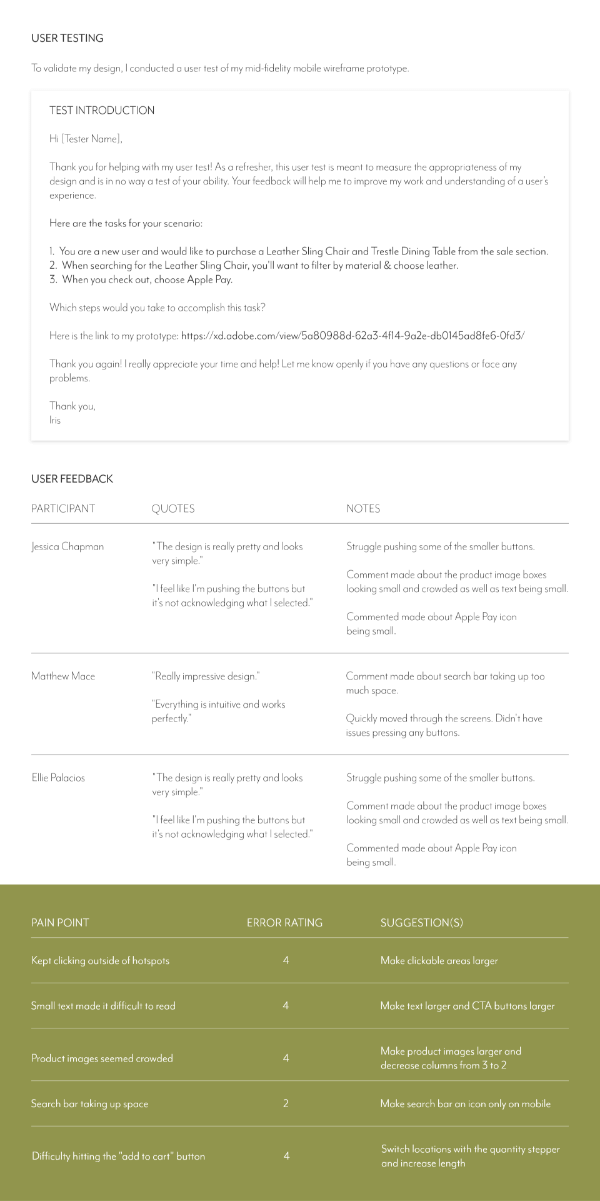 USER TESTING
To validate my design, I conducted a user test of my mid-fidelity mobile wireframe prototype.
TEST INTRODUCTION
Hi [Tester Name],
Thank you for helping with my user test! As a refresher, this user test is meant to measure the appropriateness of my
design and is in no way a test of your ability. Your feedback will help me to improve my work and understanding of a user's
experience.
Here are the tasks for your scenario:
1. You are a new user and would like to purchase a Leather Sling Chair and Trestle Dining Table from the sale section.
2. When searching for the Leather Sling Chair, you'll want to filter by material & choose leather.
3. When you check out, choose Apple Pay.
Which steps would you take to accomplish this task?
Here is the link to my prototype: https://xd.adobe.com/view/5a80988d-62a3-4f14-9a2e-db0145ad8fe6-0fd3/
Thank you again! I really appreciate your time and help! Let me know openly if you have any questions or face any
problems.
Thank you,
Iris
USER FEEDBACK
PARTICIPANT QUOTES NOTES
Jessica Chapman
"The design is really pretty and looks
very simple."
"I feel like I'm pushing the buttons but
it's not acknowledging what I selected."
Struggle pushing some of the smaller buttons.
Comment made about the product image boxes
looking small and crowded as well as text being small.
Commented made about Apple Pay icon
being small.
Matthew Mace
"Really impressive design."
"Everything is intuitive and works
perfectly."
Comment made about search bar taking up too
much space.
Quickly moved through the screens. Didn't have
issues pressing any buttons.
Ellie Palacios
"The design is really pretty and looks
very simple."
"I feel like I'm pushing the buttons but
it's not acknowledging what I selected."
Struggle pushing some of the smaller buttons.
Comment made about the product image boxes
looking small and crowded as well as text being small.
Commented made about Apple Pay icon
being small.
PAIN POINT ERROR RATING SUGGESTION(S)
Kept clicking outside of hotspots 4 Make clickable areas larger
Small text made it difficult to read 4 Make text larger and CTA buttons larger
Product images seemed crowded 4 Make product images larger and
decrease columns from 3 to 2
Search bar taking up space 2 Make search bar an icon only on mobile
Difficulty hitting the "add to cart" button 4 Switch locations with the quantity stepper
and increase length